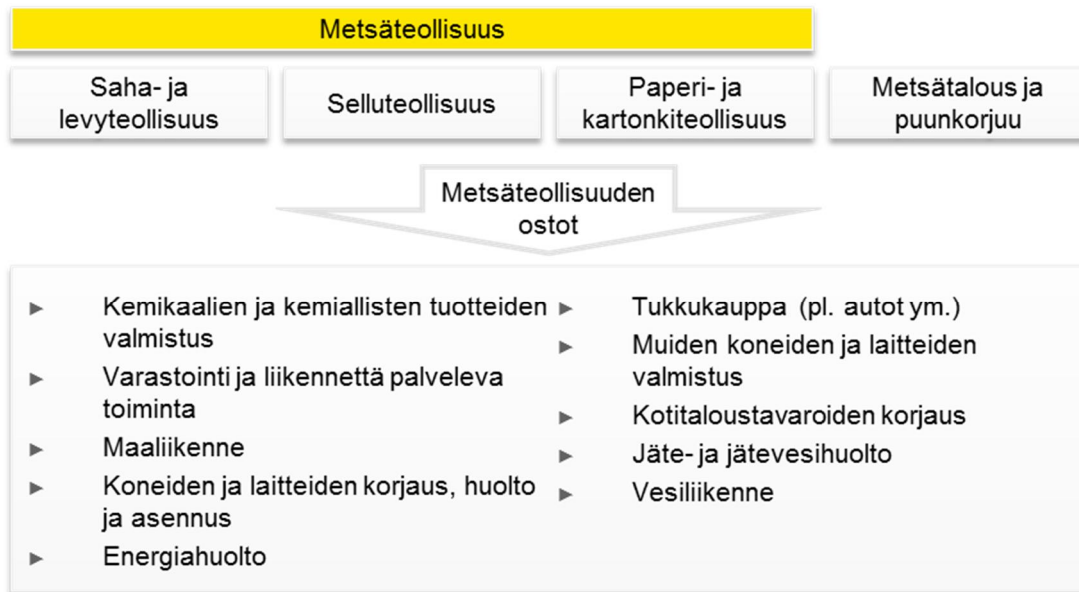 Metsäteollisuus
Saha- ja
levyteollisuus
Selluteollisuus
Paperi- ja
kartonkiteollisuus
Metsätalous ja
puunkorjuu
Metsäteollisuuden
ostot
► Kemikaalien ja kemiallisten tuotteiden
valmistus
► Varastointi ja liikennettä palveleva
toiminta
► Maaliikenne
► Koneiden ja laitteiden korjaus, huolto
ja asennus
► Energiahuolto
► Tukkukauppa (pl. autot ym.)
► Muiden koneiden ja laitteiden
valmistus
► Kotitaloustavaroiden korjaus
► Jäte- ja jätevesihuolto
► Vesiliikenne